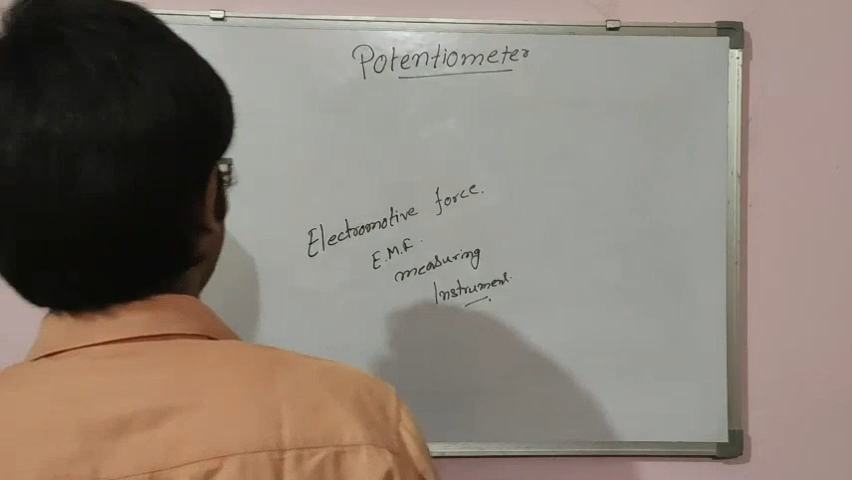 Potentiometer
Electromotive force.
E.M.F.
measuring
Instrument.